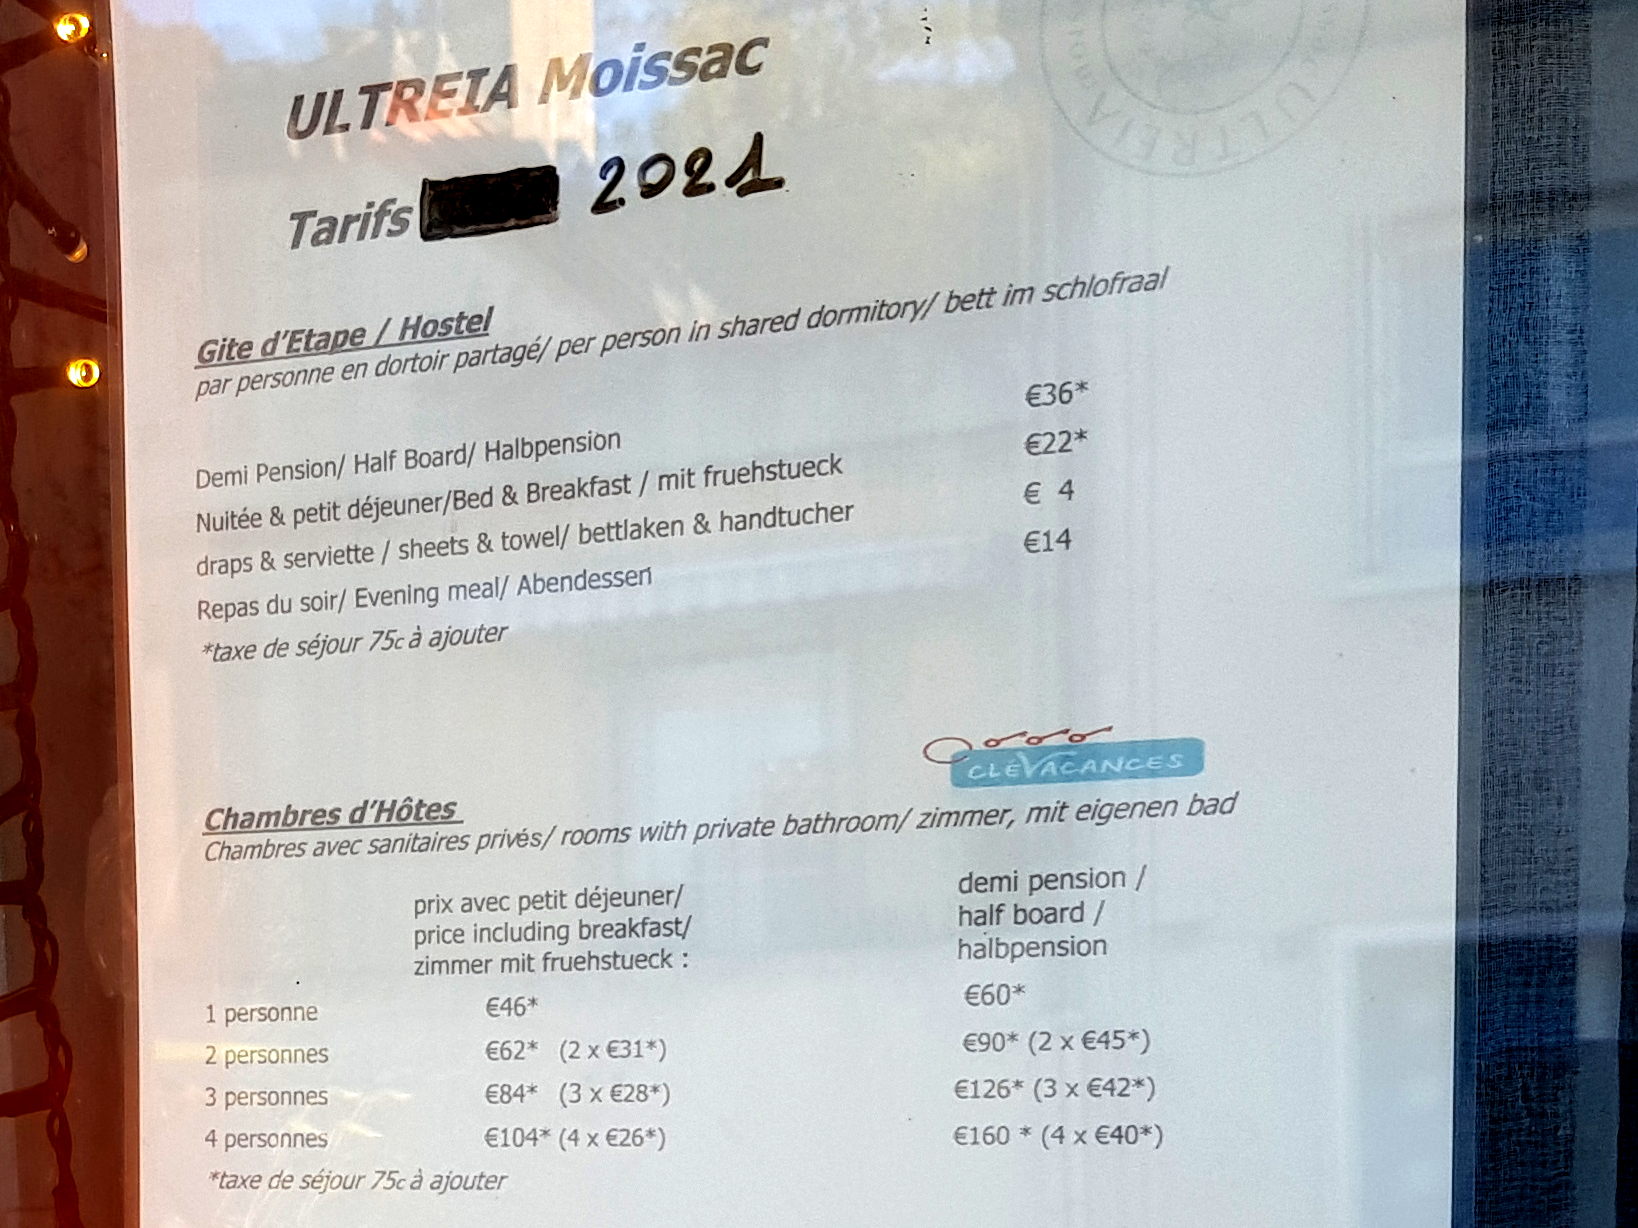 ULTREIA
ULTREIA Moissac
Tarifs 2021
Gite d'Etape / Hostel
par personne en dortoir partagé/ per person in shared dormitory/ bett im schlofraal
Demi Pension/ Half Board/ Halbpension €36*
Nuitée & petit déjeuner/Bed & Breakfast / mit fruehstueck €22*
draps & serviette / sheets & towel/ bettlaken & handtucher € 4
Repas du soir/ Evening meal/ Abendessen €14
*taxe de séjour 75c à ajouter
CLÉVACANCES
Chambres d'Hôtes
Chambres avec sanitaires privés/ rooms with private bathroom/ zimmer, mit eigenen bad
prix avec petit déjeuner/ demi pension /
price including breakfast/ half board /
zimmer mit fruehstueck : halbpension
1 personne €46* €60*
2 personnes €62* (2 x €31*) €90* (2 x €45*)
3 personnes €84* (3 x €28*) €126* (3 x €42*)
4 personnes €104* (4 x €26*) €160 * (4 x €40*)
*taxe de séjour 75c à ajouter